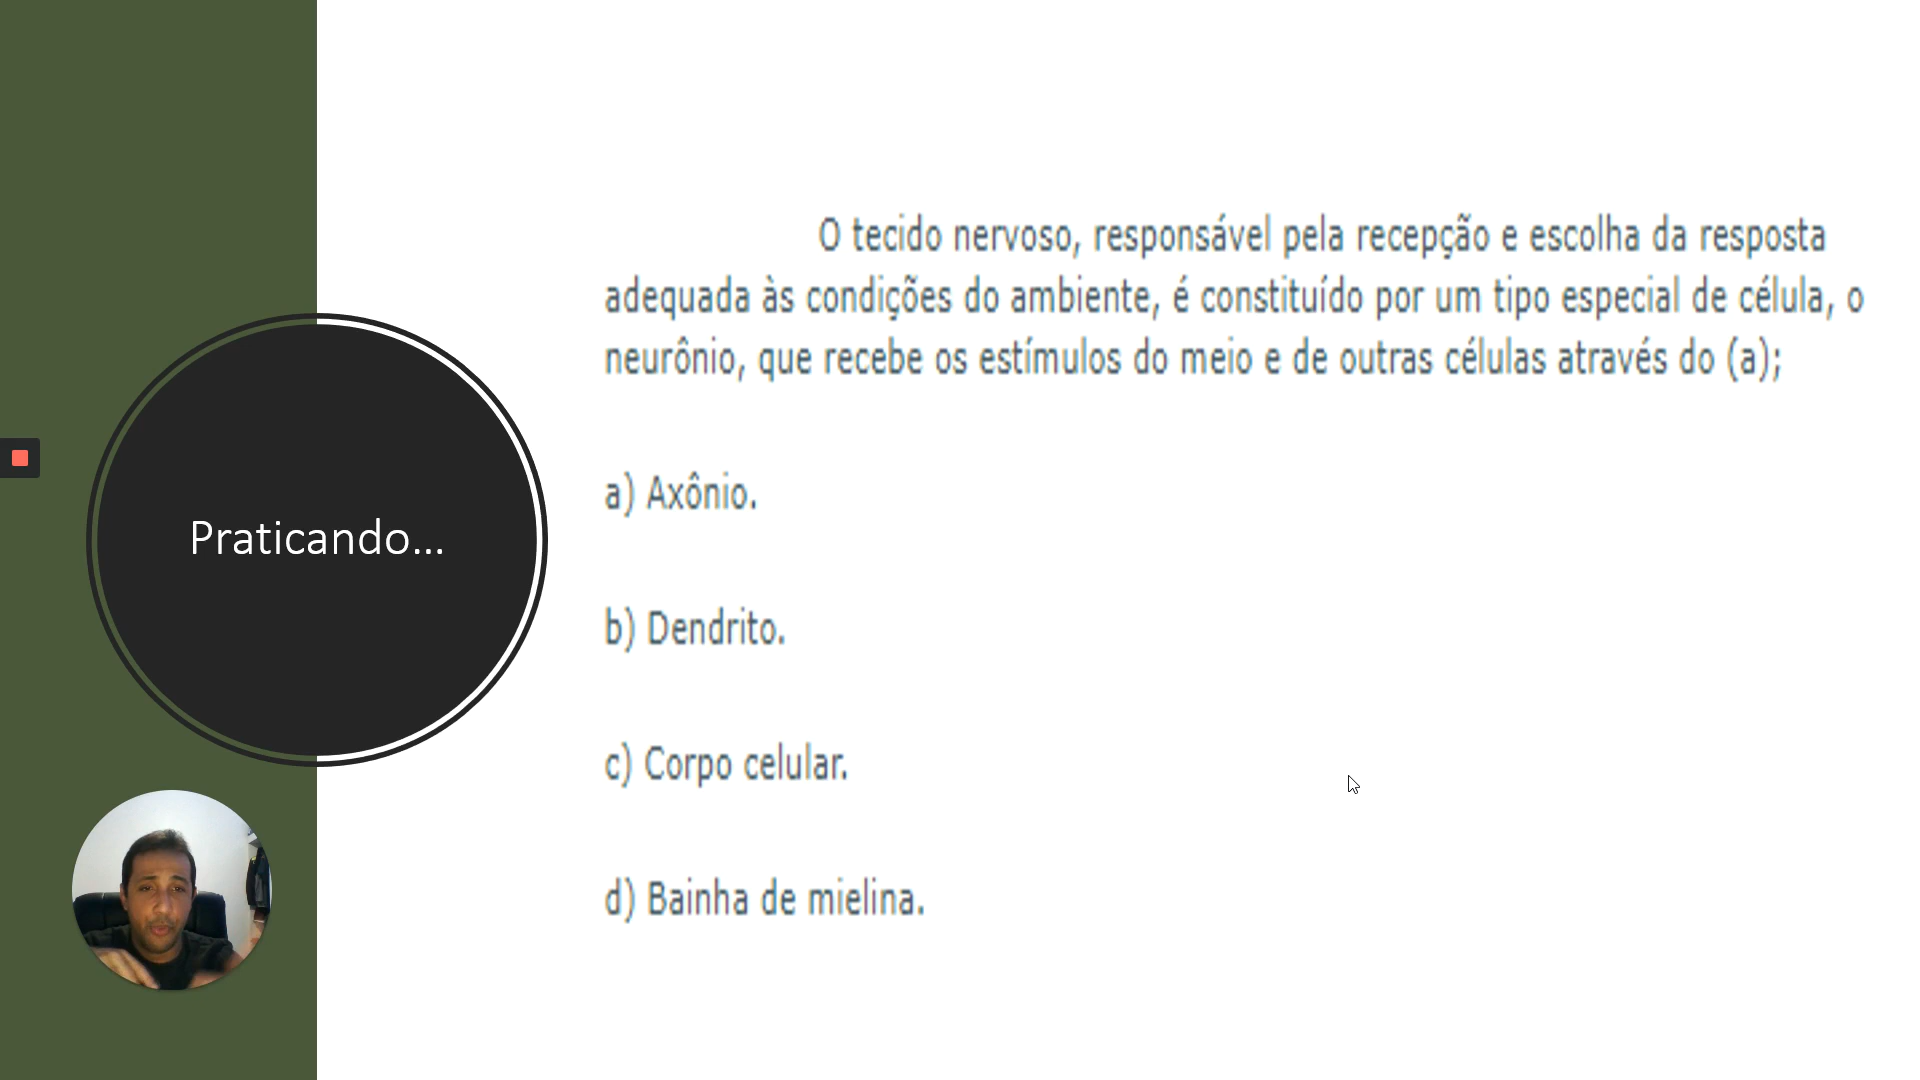 Praticando...
O tecido nervoso, responsável pela recepção e escolha da resposta
adequada às condições do ambiente, é constituído por um tipo especial de célula, o
neurônio, que recebe os estímulos do meio e de outras células através do (a);
a) Axônio.
b) Dendrito.
c) Corpo celular.
d) Bainha de mielina.